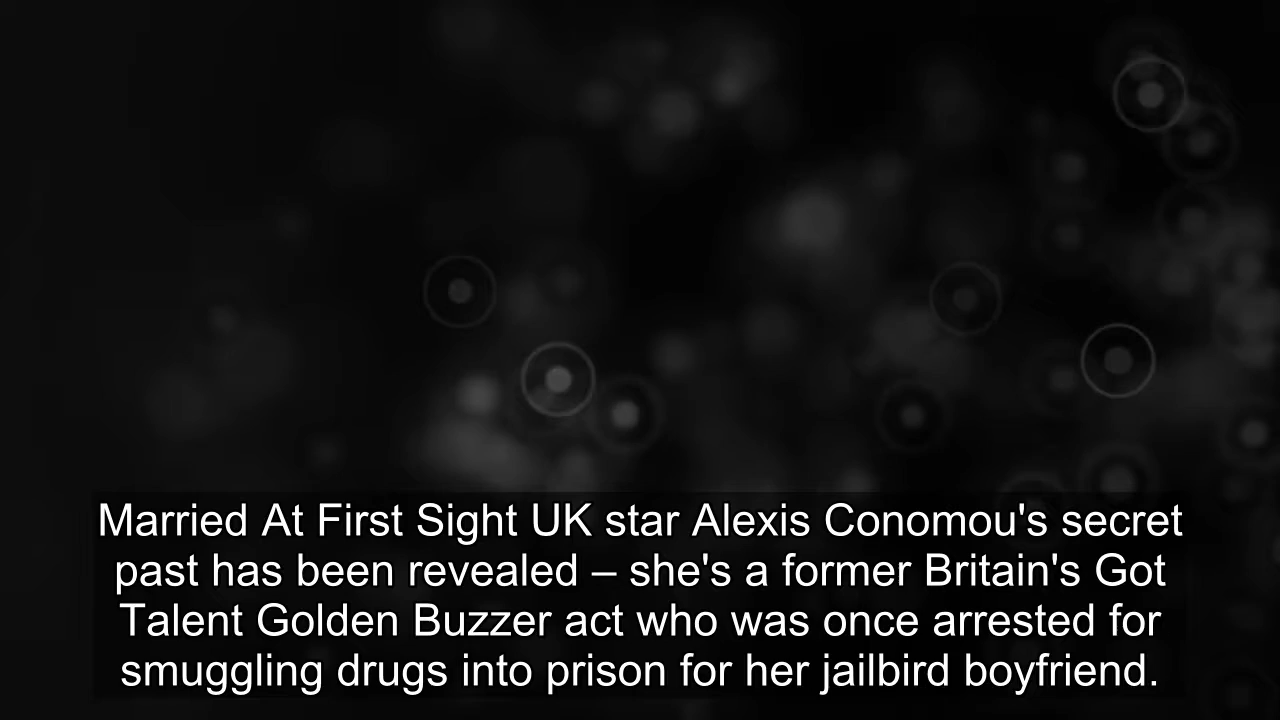 Married At First Sight UK star Alexis Conomou's secret
past has been revealed – she's a former Britain's Got
Talent Golden Buzzer act who was once arrested for
smuggling drugs into prison for her jailbird boyfriend.